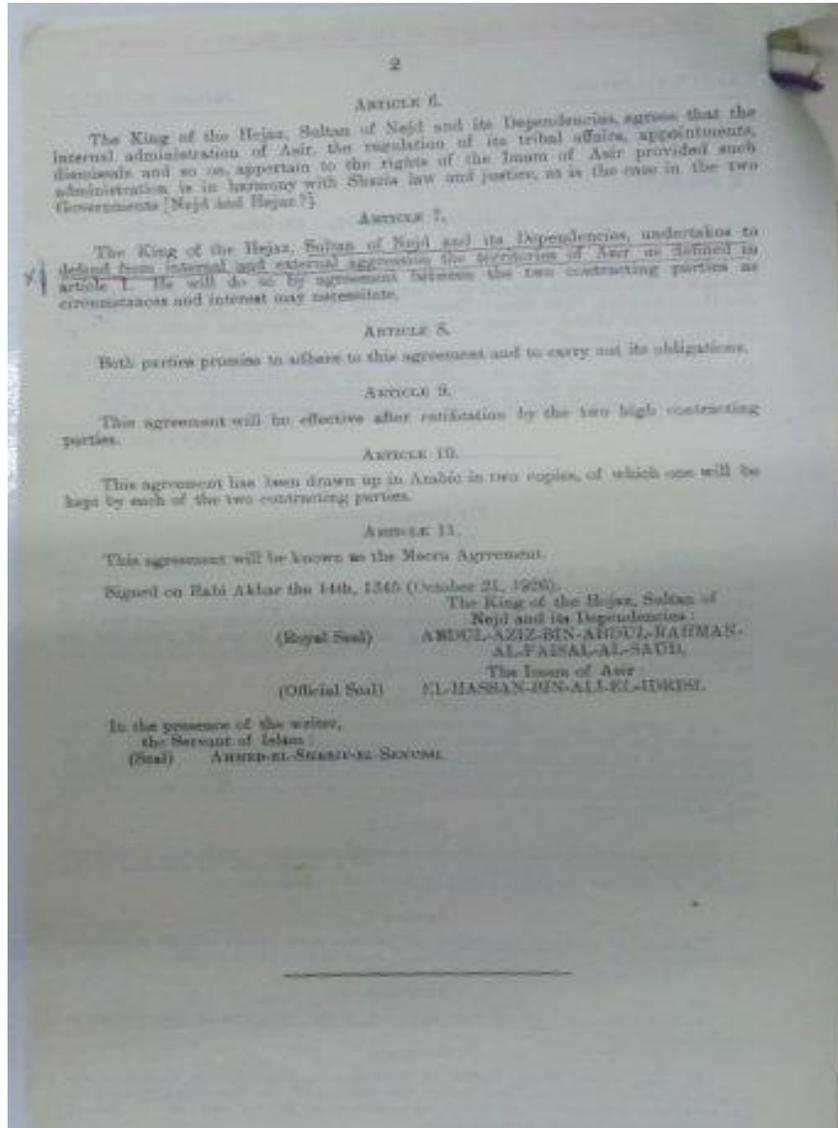 2
ARTICLE 6.
The King of the Hejaz, Sultan of Nejd and its Dependencies, agrees that the
internal administration of Asir, the regulation of its tribal affairs, appointments,
dismissals and so on, appertain to the rights of the Imam of Asir provided such
administration is in harmony with Sharia law and justice, as is the case in the two
Governments [Nejd and Hejaz?]
ARTICLE 7.
The King of the Hejaz, Sultan of Nejd and its Dependencies, undertakes to
defend from internal and external aggression the territories of Asir as defined in
article 1. He will do so by agreement between the two contracting parties as
circumstances and interest may necessitate.
ARTICLE 8.
Both parties promise to adhere to this agreement and to carry out its obligations.
ARTICLE 9.
This agreement will be effective after ratification by the two high contracting
parties.
ARTICLE 10.
This agreement has been drawn up in Arabic in two copies, of which one will be
kept by each of the two contracting parties.
ARTICLE 11.
This agreement will be known as the Mecca Agreement.
Signed on Rabi Akhar the 14th, 1345 (October 21, 1926).
The King of the Hejaz, Sultan of
Nejd and its Dependencies:
(Royal Seal) ABDUL-AZIZ-BIN-ABDUL-RAHMAN-
AL-FAISAL-AL-SAUD.
The Imam of Asir:
(Official Seal) EL-HASSAN-BIN-ALI-EL-IDRISI.
In the presence of the writer,
the Servant of Islam:
(Seal) AHMED-EL-SHERIF-EL-SENUSSI.